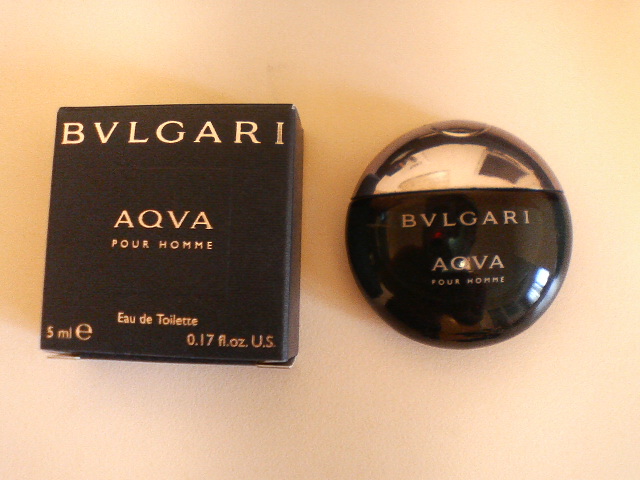 BVLGARI
AQVA
POUR HOMME
Eau de Toilette
5 ml ℮
0.17 fl.oz. U.S.
BVLGARI
AQVA
POUR HOMME